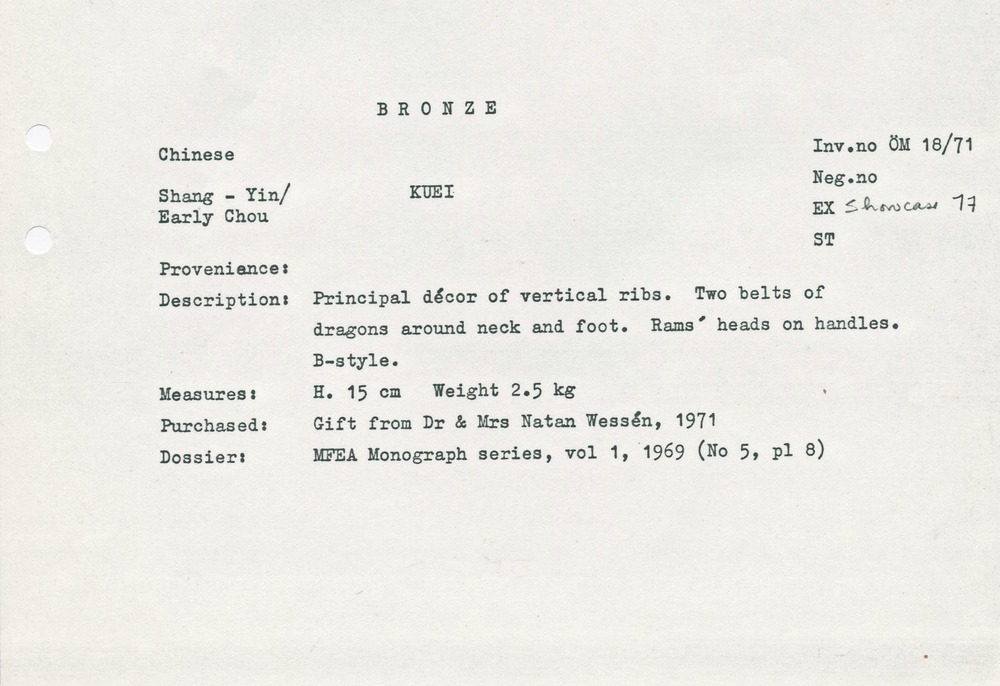 B R O N Z E
Chinese
Inv.no ÖM 18/71
Neg.no
Shang - Yin/
KUEI
Early Chou
EX Showcase 17
ST
Proveniance:
Description: Principal décor of vertical ribs. Two belts of
dragons around neck and foot. Rams´ heads on handles.
B-style.
Measures: H. 15 cm Weight 2.5 kg
Purchased: Gift from Dr & Mrs Natan Wessén, 1971
Dossier: MFEA Monograph series, vol 1, 1969 (No 5, pl 8)